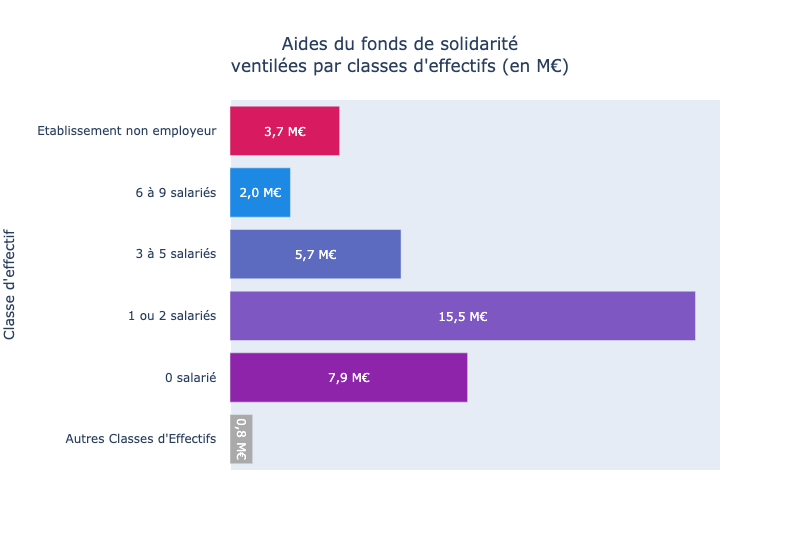 Aides du fonds de solidarité
ventilées par classes d'effectifs (en M€)
Classe d'effectif
Etablissement non employeur
3,7 M€
6 à 9 salariés
2,0 M€
3 à 5 salariés
5,7 M€
1 ou 2 salariés
15,5 M€
0 salarié
7,9 M€
Autres Classes d'Effectifs
0,8 M€